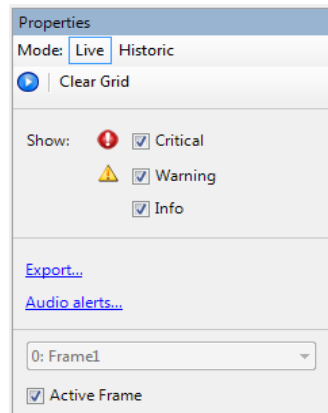 Properties
Mode: Live Historic
Clear Grid
Show: Critical
Warning
Info
Export...
Audio alerts...
0: Frame1
Active Frame